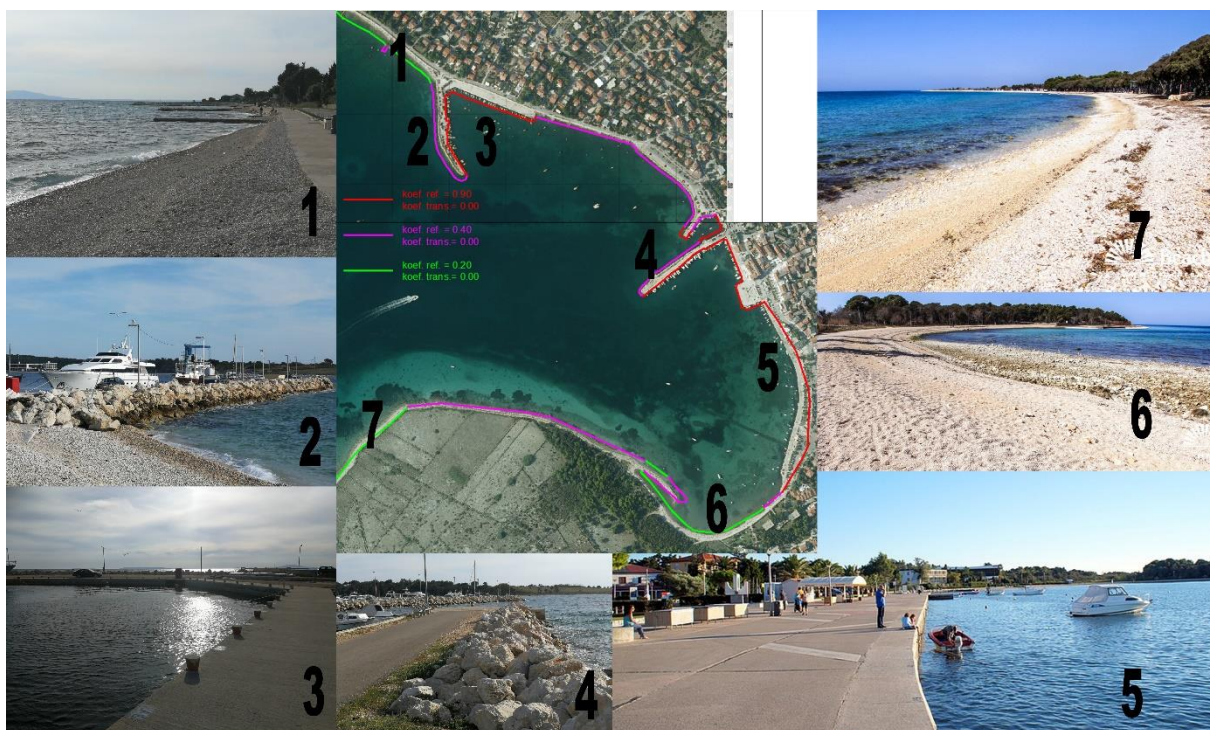 1
2
3
koef. ref. = 0.90
koef. trans.= 0.00
koef. ref. = 0.40
koef. trans.= 0.00
koef. ref. = 0.20
koef. trans.= 0.00
4
5
6
7
1
2
3
4
5
6
7